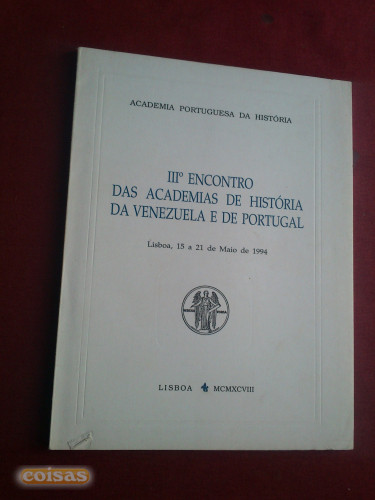 ACADEMIA PORTUGUESA DA HISTÓRIA
IIIº ENCONTRO
DAS ACADEMIAS DE HISTÓRIA
DA VENEZUELA E DE PORTUGAL
Lisboa, 15 a 21 de Maio de 1994
LISBOA MCMXCVIII
coisas